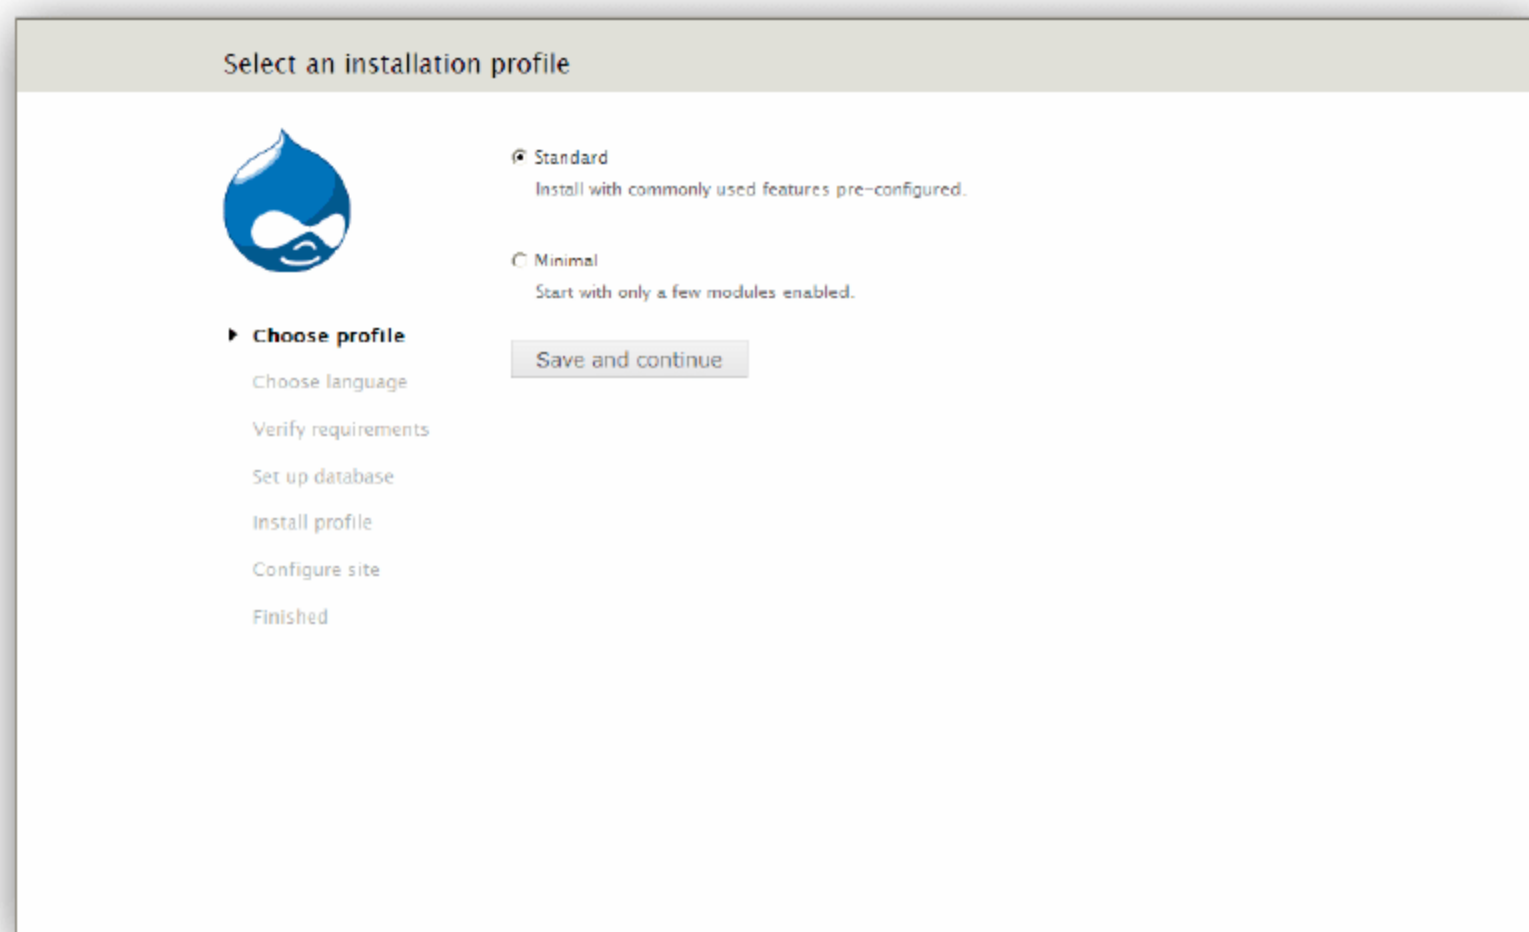 Select an installation profile
Standard
Install with commonly used features pre-configured.
Minimal
Start with only a few modules enabled.
Save and continue
Choose profile
Choose language
Verify requirements
Set up database
Install profile
Configure site
Finished